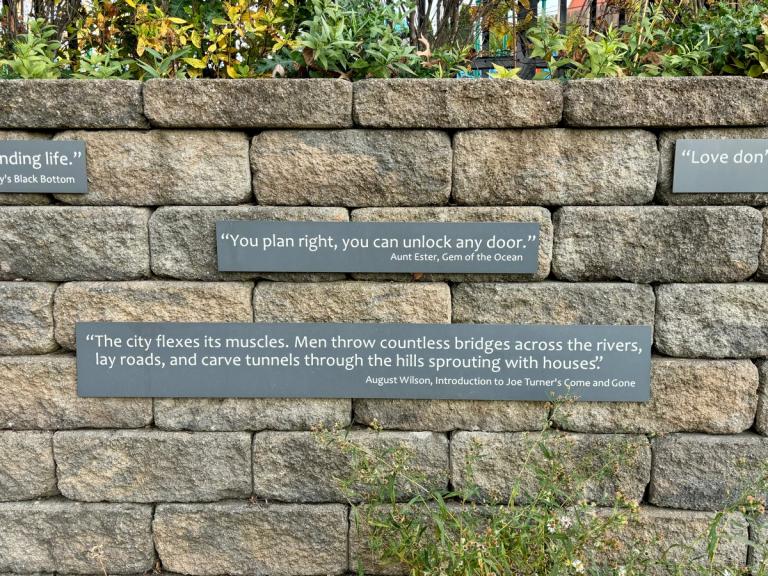 nding life.”
y's Black Bottom
“Love don’
“You plan right, you can unlock any door.”
Aunt Ester, Gem of the Ocean
“The city flexes its muscles. Men throw countless bridges across the rivers,
lay roads, and carve tunnels through the hills sprouting with houses.”
August Wilson, Introduction to Joe Turner's Come and Gone